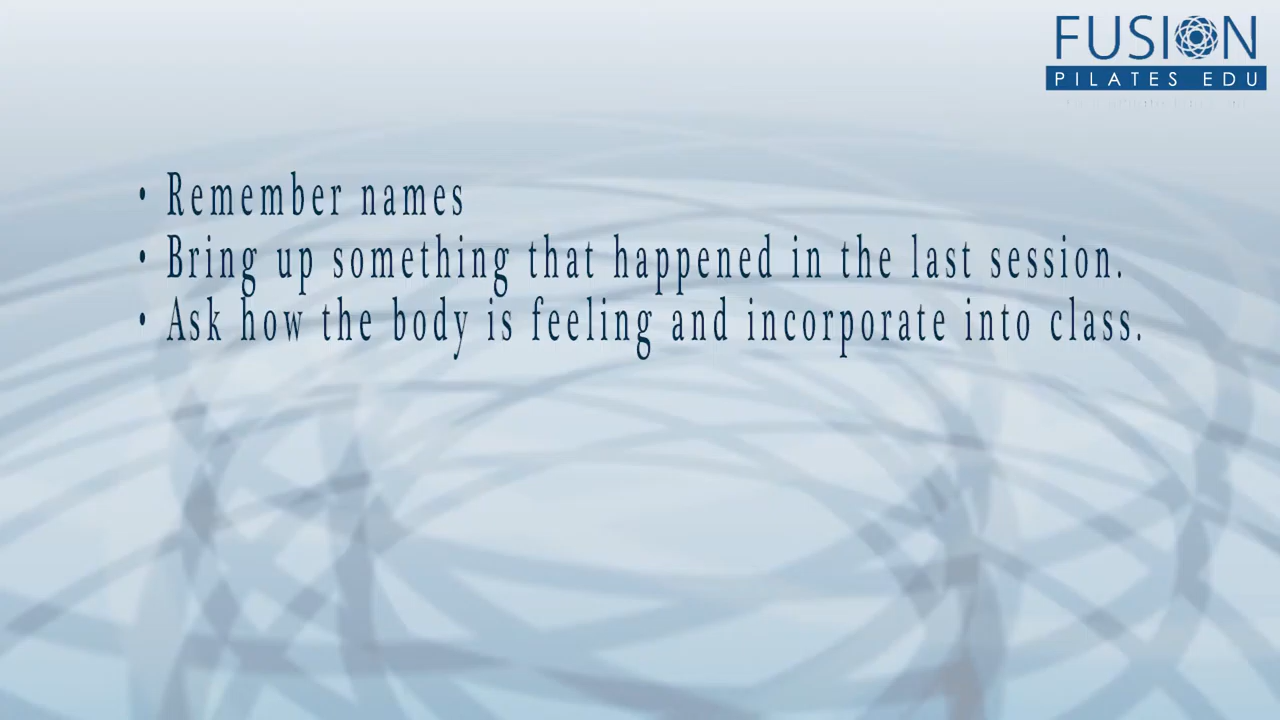 FUSION
PILATES EDU
• Remember names
• Bring up something that happened in the last session.
• Ask how the body is feeling and incorporate into class.